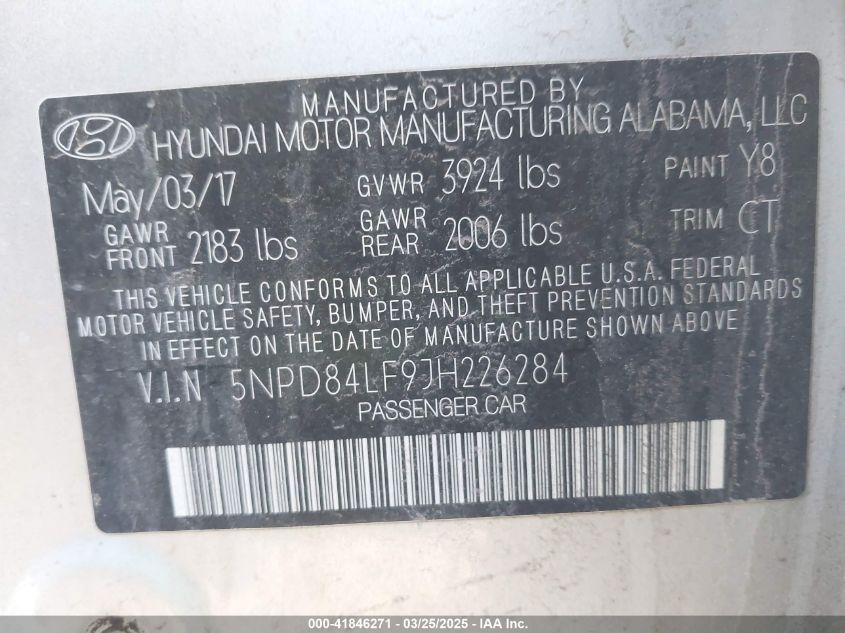 MANUFACTURED BY
HYUNDAI MOTOR MANUFACTURING ALABAMA, LLC
May/03/17 GVWR 3924 lbs PAINT Y8
GAWR FRONT 2183 lbs GAWR REAR 2006 lbs TRIM CT
THIS VEHICLE CONFORMS TO ALL APPLICABLE U.S.A. FEDERAL
MOTOR VEHICLE SAFETY, BUMPER, AND THEFT PREVENTION STANDARDS
IN EFFECT ON THE DATE OF MANUFACTURE SHOWN ABOVE
V.I.N 5NPD84LF9JH226284
PASSENGER CAR
000-41846271 - 03/25/2025 - IAAI.COM